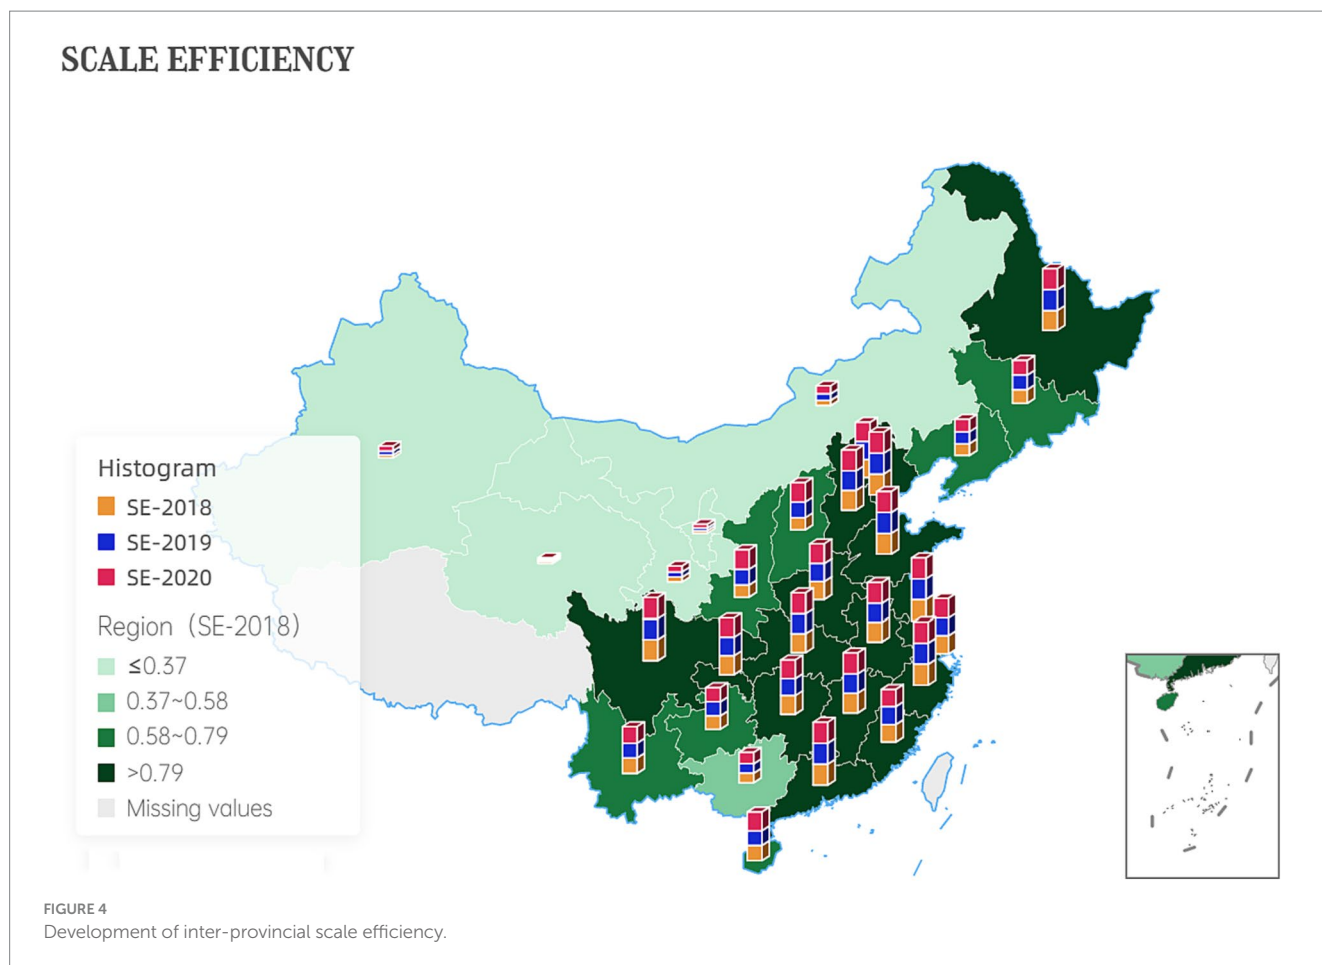 SCALE EFFICIENCY
Histogram
SE-2018
SE-2019
SE-2020
Region（SE-2018）
≤0.37
0.37~0.58
0.58~0.79
>0.79
Missing values
FIGURE 4
Development of inter-provincial scale efficiency.